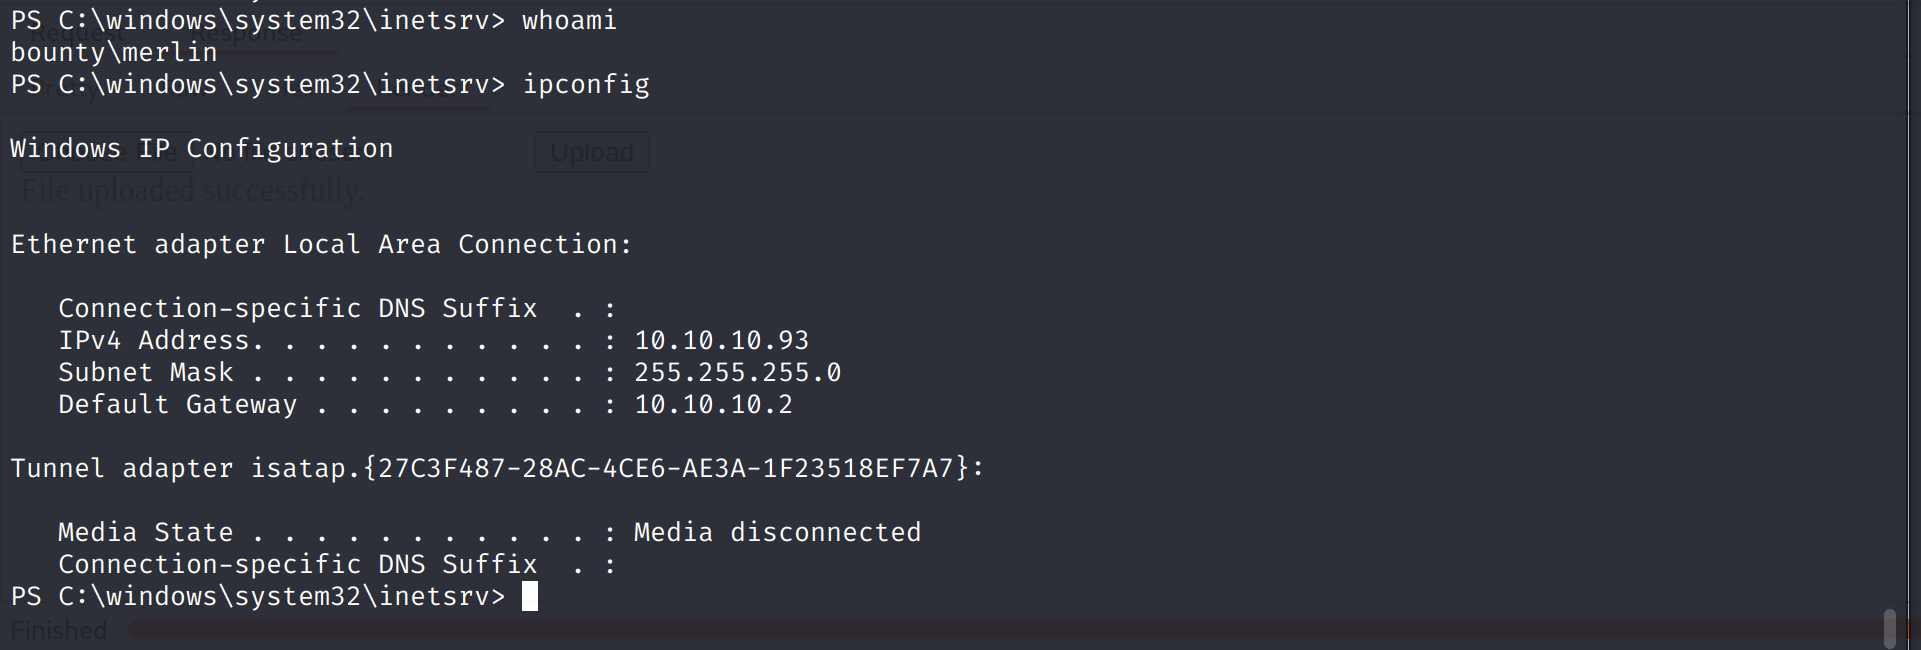 PS C:\windows\system32\inetsrv> whoami
Request Response
bounty\merlin
PS C:\windows\system32\inetsrv> ipconfig
Windows IP Configuration
Upload
File uploaded successfully.
Ethernet adapter Local Area Connection:
Connection-specific DNS Suffix  . :
IPv4 Address. . . . . . . . . . . : 10.10.10.93
Subnet Mask . . . . . . . . . . . : 255.255.255.0
Default Gateway . . . . . . . . . : 10.10.10.2
Tunnel adapter isatap.{27C3F487-28AC-4CE6-AE3A-1F23518EF7A7}:
Media State . . . . . . . . . . . : Media disconnected
Connection-specific DNS Suffix  . :
PS C:\windows\system32\inetsrv>
Finished